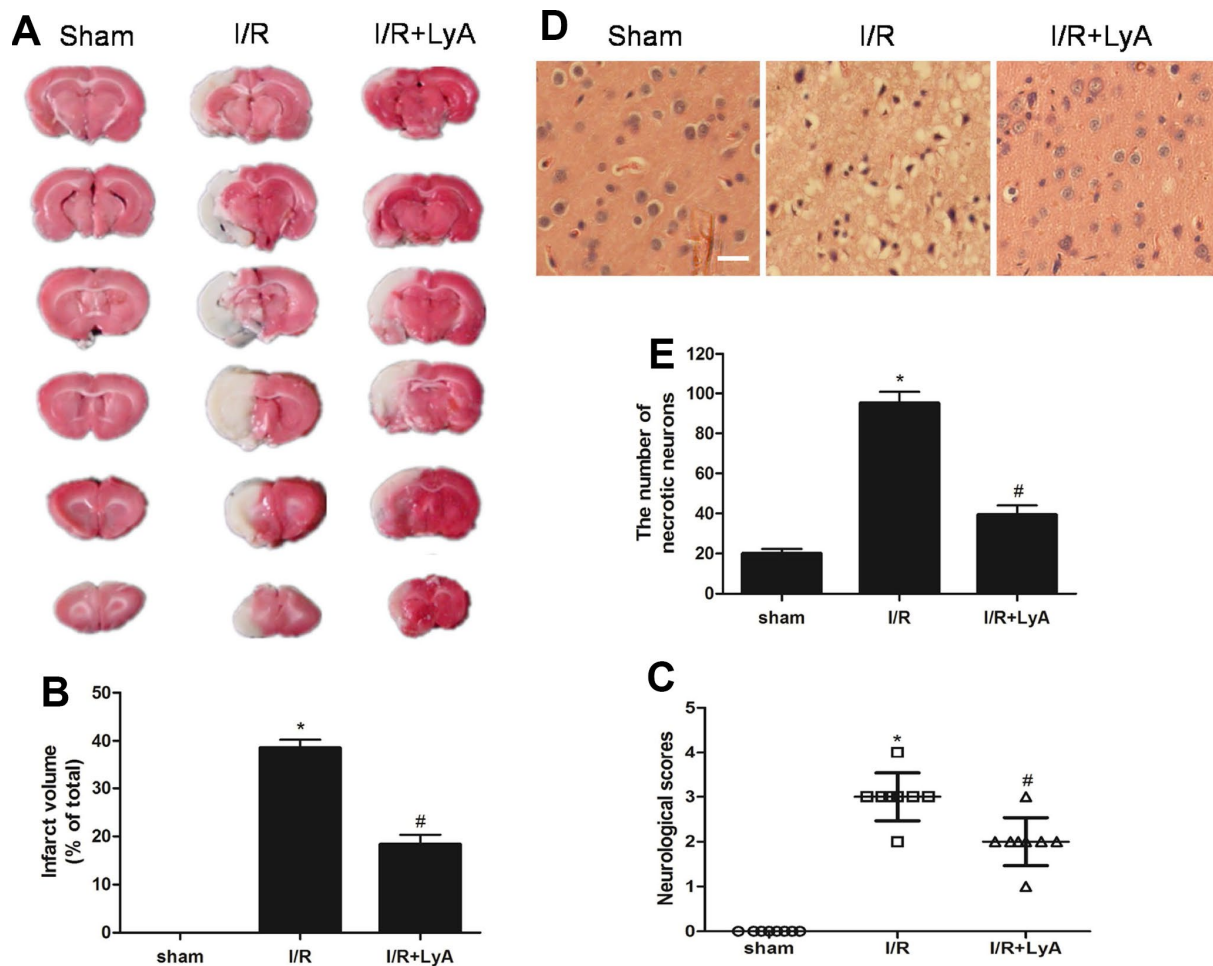 A
Sham I/R I/R+LyA
D
Sham I/R I/R+LyA
E
The number of
necrotic neurons
120
100
80
60
40
20
0
*
#
sham I/R I/R+LyA
B
Infarct volume
(% of total)
50
40
30
20
10
0
*
#
sham I/R I/R+LyA
C
Neurological scores
5
4
3
2
1
0
*
#
sham I/R I/R+LyA